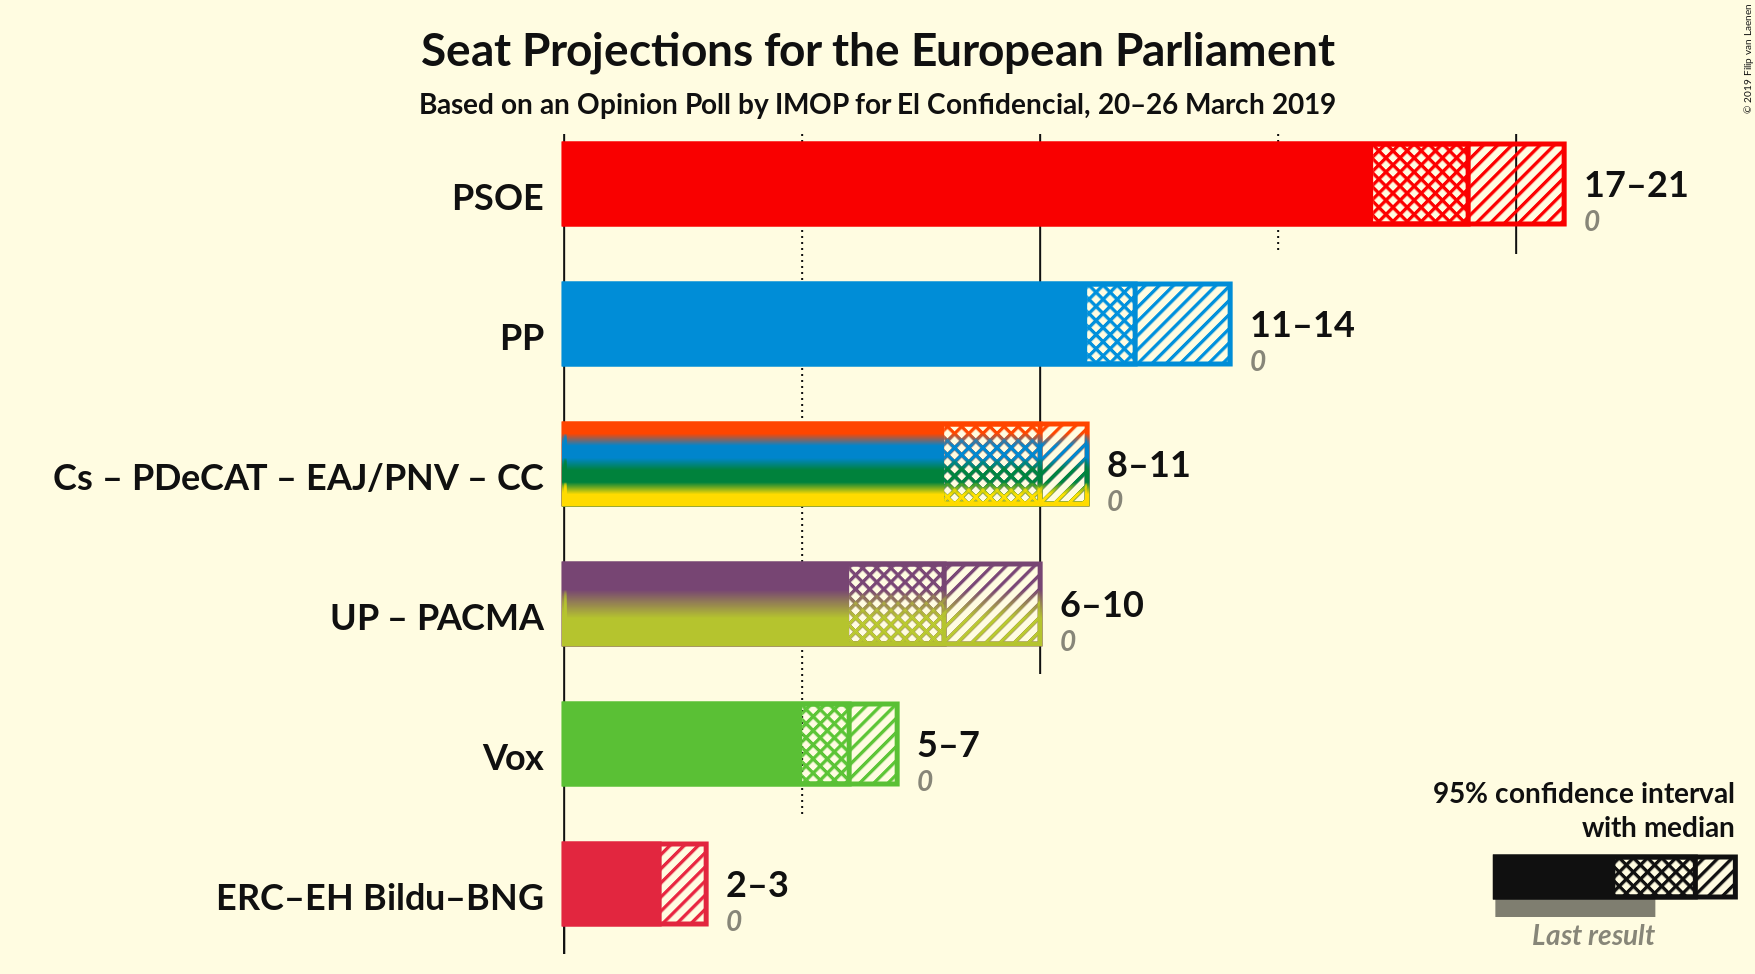 Seat Projections for the European Parliament
Based on an Opinion Poll by IMOP for El Confidencial, 20–26 March 2019
© 2019 Filip van Laenen
PSOE
17–21
0
PP
11–14
0
Cs – PDeCAT – EAJ/PNV – CC
8–11
0
UP – PACMA
6–10
0
Vox
5–7
0
ERC–EH Bildu–BNG
2–3
0
95% confidence interval
with median
Last result